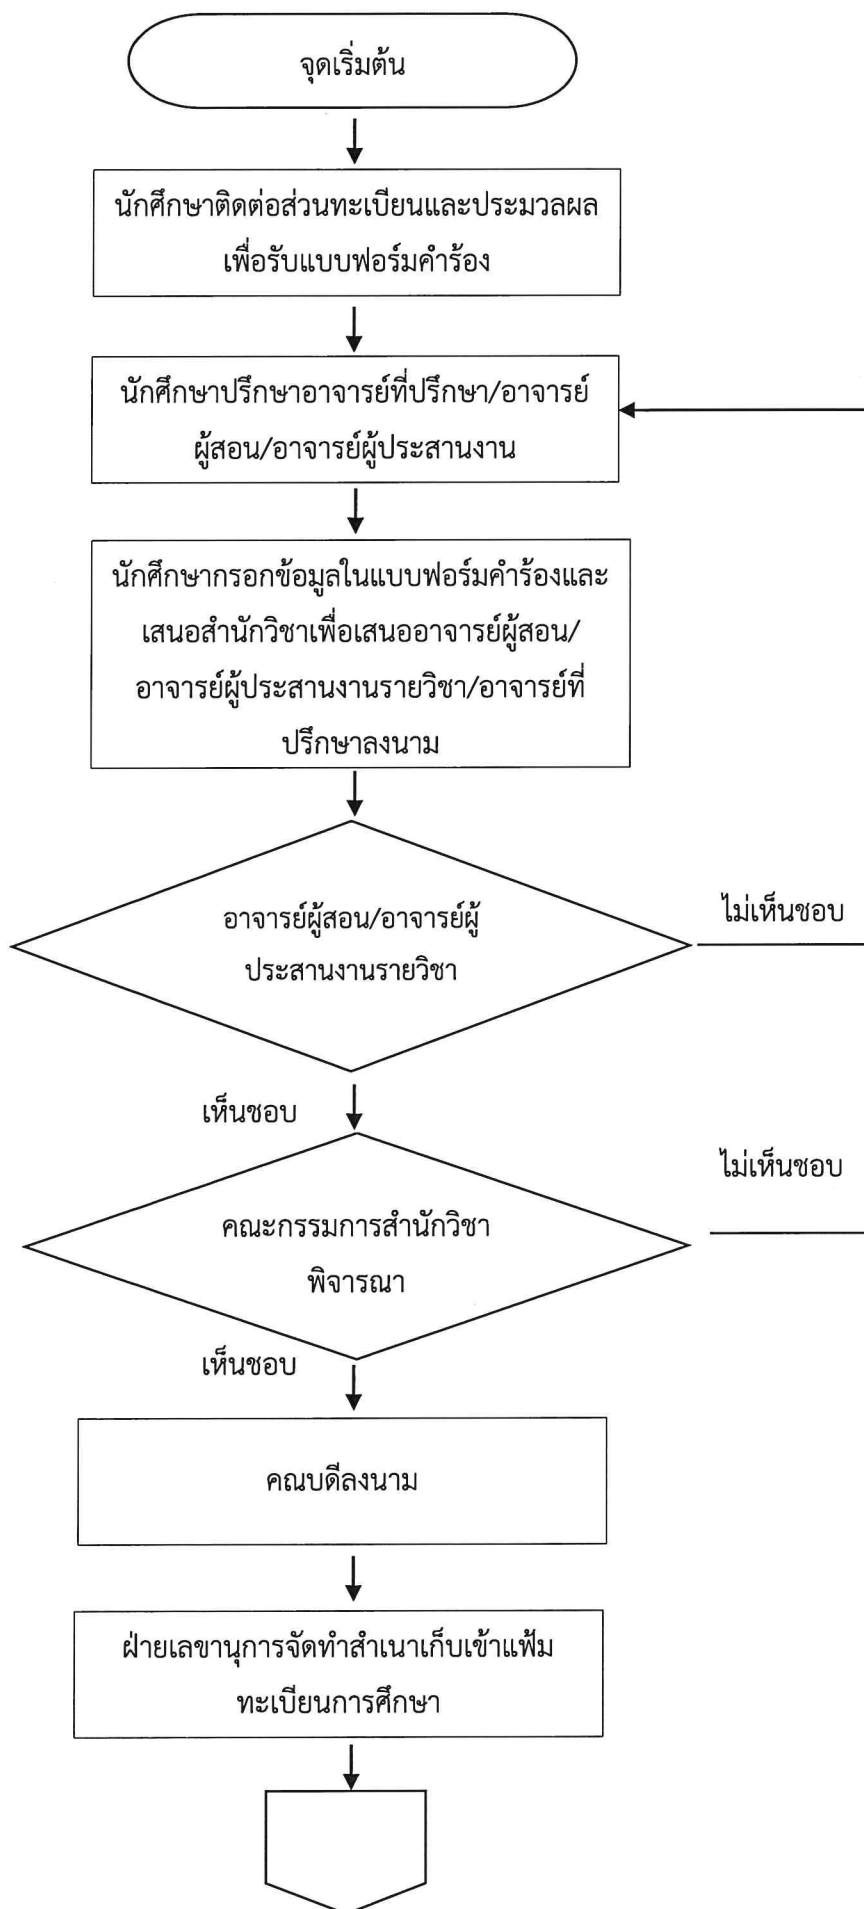 จุดเริ่มต้น
นักศึกษาติดต่อส่วนทะเบียนและประมวลผล
เพื่อรับแบบฟอร์มคำร้อง
นักศึกษาปรึกษาอาจารย์ที่ปรึกษา/อาจารย์
ผู้สอน/อาจารย์ผู้ประสานงาน
นักศึกษากรอกข้อมูลในแบบฟอร์มคำร้องและ
เสนอสำนักวิชาเพื่อเสนออาจารย์ผู้สอน/
อาจารย์ผู้ประสานงานรายวิชา/อาจารย์ที่
ปรึกษาลงนาม
อาจารย์ผู้สอน/อาจารย์ผู้
ประสานงานรายวิชา
ไม่เห็นชอบ
เห็นชอบ
คณะกรรมการสำนักวิชา
พิจารณา
ไม่เห็นชอบ
เห็นชอบ
คณบดีลงนาม
ฝ่ายเลขานุการจัดทำสำเนาเก็บเข้าแฟ้ม
ทะเบียนการศึกษา